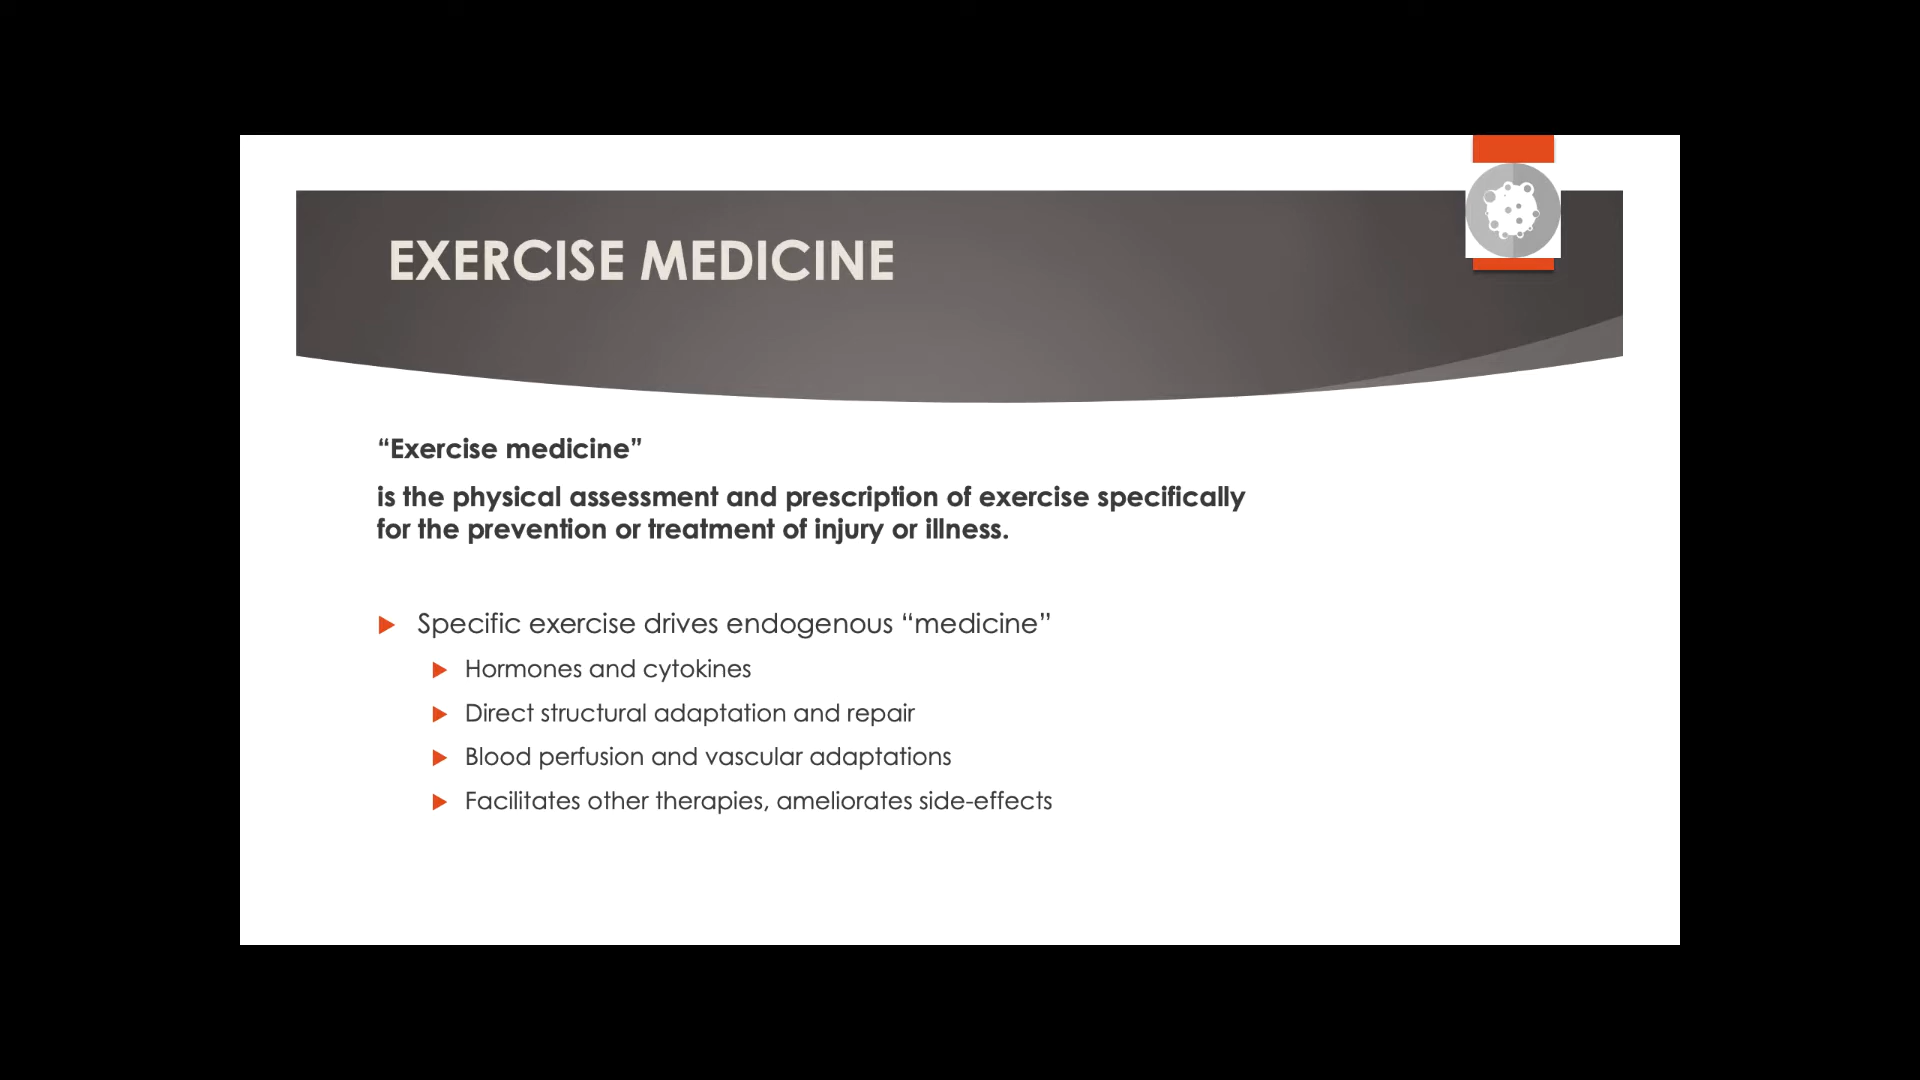 EXERCISE MEDICINE
“Exercise medicine”
is the physical assessment and prescription of exercise specifically
for the prevention or treatment of injury or illness.
Specific exercise drives endogenous “medicine”
Hormones and cytokines
Direct structural adaptation and repair
Blood perfusion and vascular adaptations
Facilitates other therapies, ameliorates side-effects